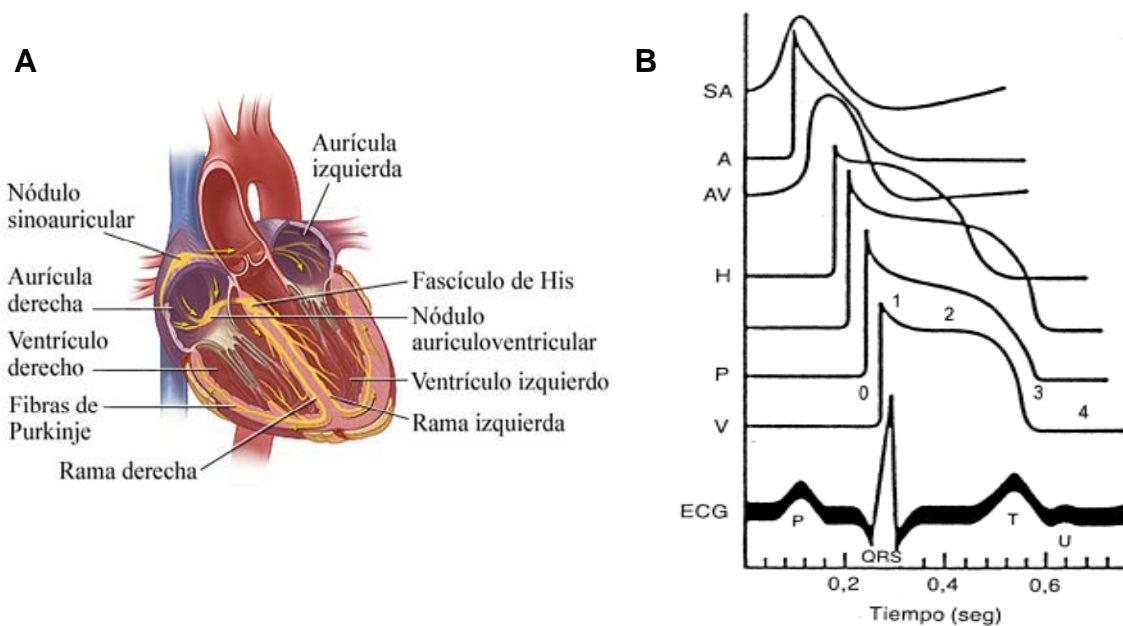 A
Aurícula
izquierda
Nódulo
sinoauricular
Aurícula
derecha
Ventrículo
derecho
Fibras de
Purkinje
Rama derecha
Fascículo de His
Nódulo
auriculoventricular
Ventrículo izquierdo
Rama izquierda
B
SA
A
AV
H
P
V
0
1
2
3
4
ECG
P
QRS
T
U
0,2
0,4
0,6
Tiempo (seg)